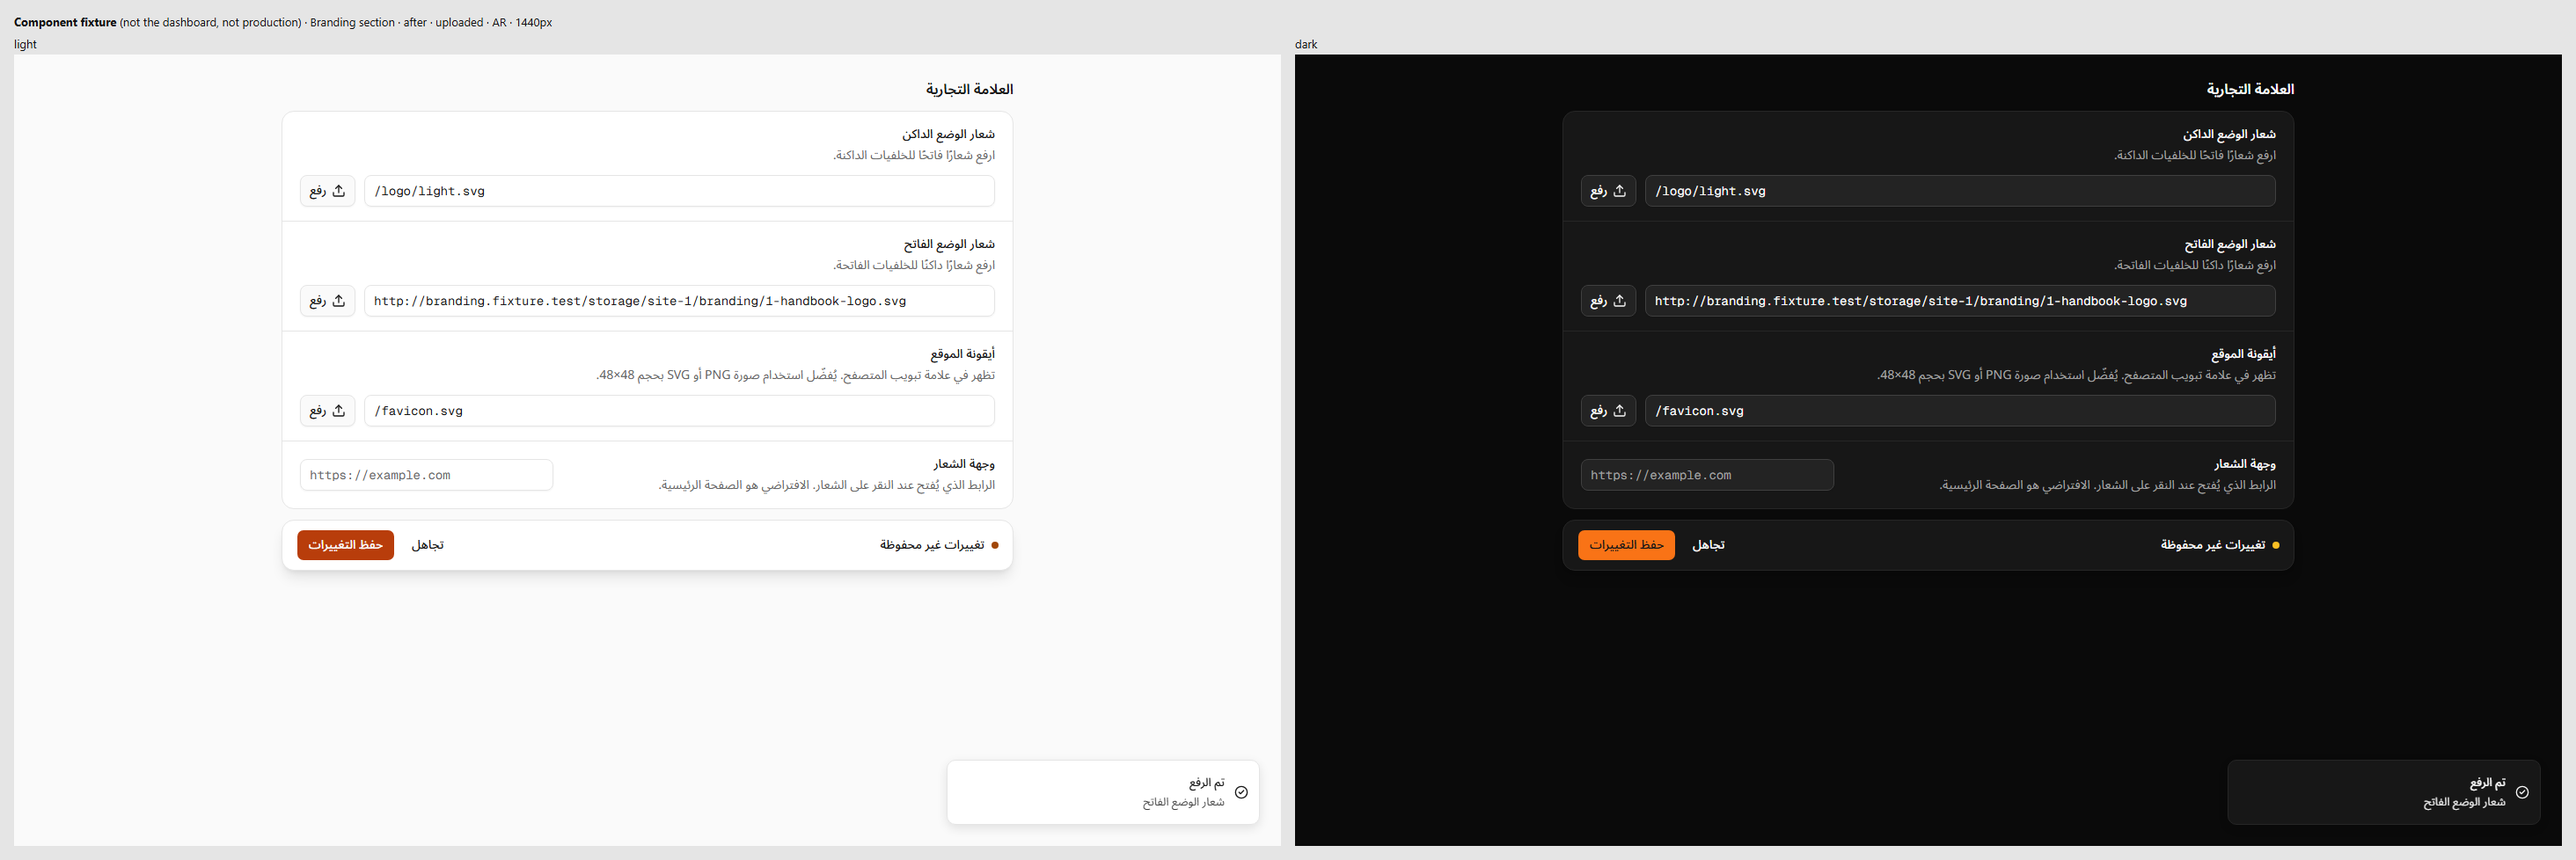 Component fixture (not the dashboard, not production) · Branding section · after · uploaded · AR · 1440px
light
العلامة التجارية
شعار الوضع الداكن
ارفع شعارًا فاتحًا للخلفيات الداكنة.
/logo/light.svg
رفع
شعار الوضع الفاتح
ارفع شعارًا داكنًا للخلفيات الفاتحة.
http://branding.fixture.test/storage/site-1/branding/1-handbook-logo.svg
رفع
أيقونة الموقع
تظهر في علامة تبويب المتصفح. يُفضّل استخدام صورة PNG أو SVG بحجم 48×48.
/favicon.svg
رفع
وجهة الشعار
الرابط الذي يُفتح عند النقر على الشعار. الافتراضي هو الصفحة الرئيسية.
https://example.com
تغييرات غير محفوظة
تجاهل
حفظ التغييرات
تم الرفع
شعار الوضع الفاتح
dark
العلامة التجارية
شعار الوضع الداكن
ارفع شعارًا فاتحًا للخلفيات الداكنة.
/logo/light.svg
رفع
شعار الوضع الفاتح
ارفع شعارًا داكنًا للخلفيات الفاتحة.
http://branding.fixture.test/storage/site-1/branding/1-handbook-logo.svg
رفع
أيقونة الموقع
تظهر في علامة تبويب المتصفح. يُفضّل استخدام صورة PNG أو SVG بحجم 48×48.
/favicon.svg
رفع
وجهة الشعار
الرابط الذي يُفتح عند النقر على الشعار. الافتراضي هو الصفحة الرئيسية.
https://example.com
تغييرات غير محفوظة
تجاهل
حفظ التغييرات
تم الرفع
شعار الوضع الفاتح